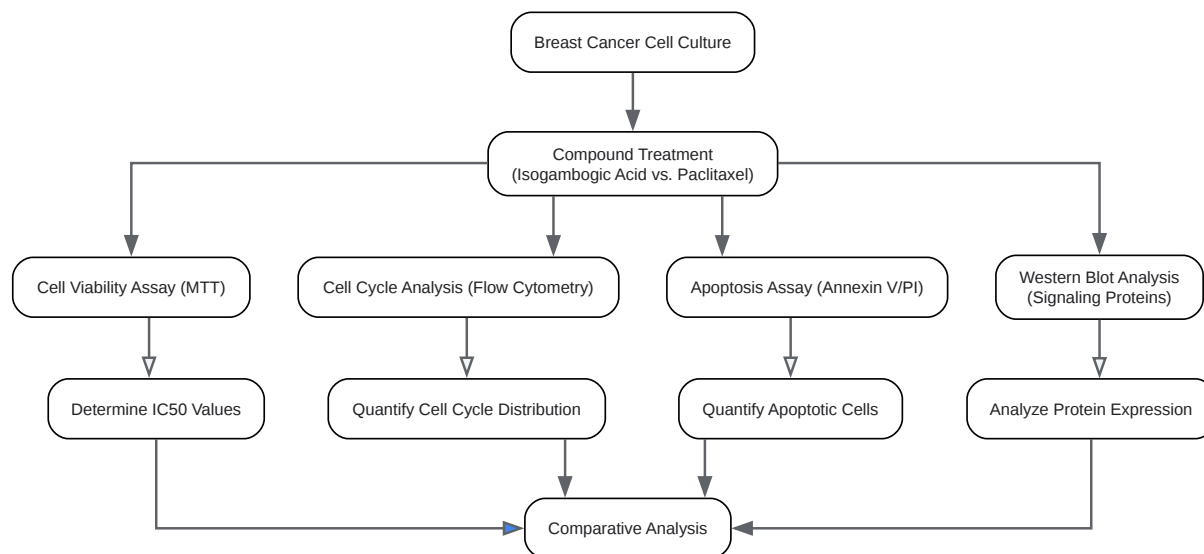 Breast Cancer Cell Culture
Compound Treatment
(Isogambogic Acid vs. Paclitaxel)
Cell Viability Assay (MTT)
Cell Cycle Analysis (Flow Cytometry)
Apoptosis Assay (Annexin V/PI)
Western Blot Analysis
(Signaling Proteins)
Determine IC50 Values
Quantify Cell Cycle Distribution
Quantify Apoptotic Cells
Analyze Protein Expression
Comparative Analysis